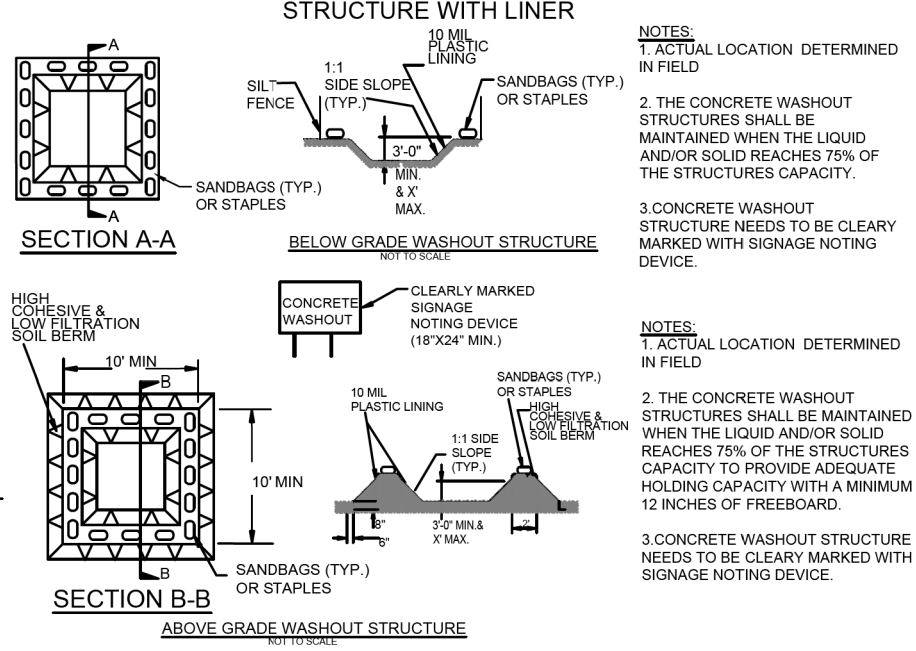 STRUCTURE WITH LINER
A
A
SANDBAGS (TYP.)
OR STAPLES
SECTION A-A
SILT
FENCE
1:1
SIDE SLOPE
(TYP.)
10 MIL
PLASTIC
LINING
SANDBAGS (TYP.)
OR STAPLES
3'-0"
MIN.
& X'
MAX.
BELOW GRADE WASHOUT STRUCTURE
NOT TO SCALE
NOTES:
1. ACTUAL LOCATION DETERMINED
IN FIELD
2. THE CONCRETE WASHOUT
STRUCTURES SHALL BE
MAINTAINED WHEN THE LIQUID
AND/OR SOLID REACHES 75% OF
THE STRUCTURES CAPACITY.
3.CONCRETE WASHOUT
STRUCTURE NEEDS TO BE CLEARY
MARKED WITH SIGNAGE NOTING
DEVICE.
CONCRETE
WASHOUT
CLEARLY MARKED
SIGNAGE
NOTING DEVICE
(18"X24" MIN.)
HIGH
COHESIVE &
LOW FILTRATION
SOIL BERM
10' MIN
B
10' MIN
B
SANDBAGS (TYP.)
OR STAPLES
SECTION B-B
10 MIL
PLASTIC LINING
1:1 SIDE
SLOPE
(TYP.)
SANDBAGS (TYP.)
OR STAPLES
HIGH
COHESIVE &
LOW FILTRATION
SOIL BERM
8"
6"
3'-0" MIN.&
X' MAX.
2'
ABOVE GRADE WASHOUT STRUCTURE
NOT TO SCALE
NOTES:
1. ACTUAL LOCATION DETERMINED
IN FIELD
2. THE CONCRETE WASHOUT
STRUCTURES SHALL BE MAINTAINED
WHEN THE LIQUID AND/OR SOLID
REACHES 75% OF THE STRUCTURES
CAPACITY TO PROVIDE ADEQUATE
HOLDING CAPACITY WITH A MINIMUM
12 INCHES OF FREEBOARD.
3.CONCRETE WASHOUT STRUCTURE
NEEDS TO BE CLEARY MARKED WITH
SIGNAGE NOTING DEVICE.